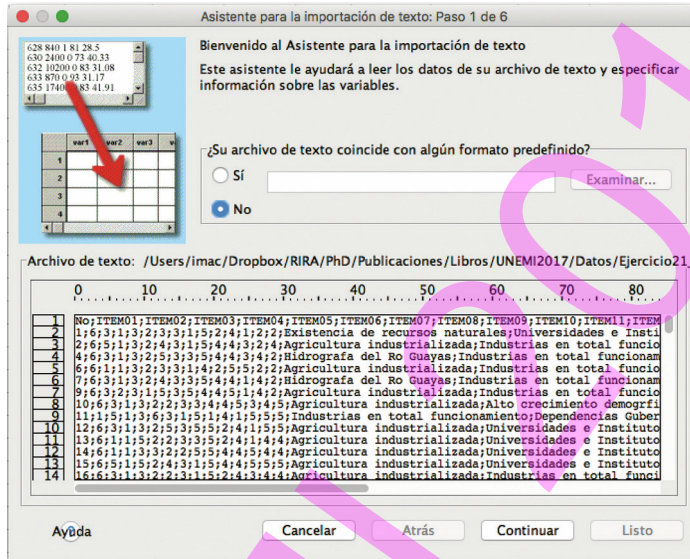 Asistente para la importación de texto: Paso 1 de 6
628 840 1 81 28.5
630 2400 0 73 40.33
632 10200 0 83 31.08
633 870 0 93 31.17
635 1740 83 41.91
var1 var2 var3 v
1
2
3
4
Bienvenido al Asistente para la importación de texto
Este asistente le ayudará a leer los datos de su archivo de texto y especificar
información sobre las variables.
¿Su archivo de texto coincide con algún formato predefinido?
Sí
Examinar...
No
Archivo de texto: /Users/imac/Dropbox/RIRA/PhD/Publicaciones/Libros/UNEMI2017/Datos/Ejercicio21_
0 10 20 30 40 50 60 70 80
1 No;ITEM01;ITEM02;ITEM03;ITEM04;ITEM05;ITEM06;ITEM07;ITEM08;ITEM09;ITEM10;ITEM11;ITEM
2 1;6;3;1;3;2;3;3;1;5;2;4;1;2;2;Existencia de recursos naturales;Universidades e Insti
3 2;6;5;1;3;2;4;3;1;5;4;4;3;2;4;Agricultura industrializada;Industrias en total funcio
4 4;6;3;1;3;2;5;3;3;5;4;4;3;4;2;Hidrografa del Ro Guayas;Industrias en total funcionam
5 6;6;1;1;3;2;3;3;1;5;4;4;3;4;2;Agricultura industrializada;Industrias en total funcio
6 7;6;3;1;3;2;4;3;3;5;4;4;5;4;2;Hidrografa del Ro Guayas;Industrias en total funcionam
7 9;6;3;2;3;1;5;3;5;4;4;5;1;4;2;Agricultura industrializada;Industrias en total funcio
8 10;6;3;1;3;2;2;3;3;4;4;5;3;4;5;Agricultura industrializada;Alto crecimiento demogrfi
9 11;1;5;1;3;6;3;1;5;1;4;1;5;5;5;Industrias en total funcionamiento;Dependencias Guber
10 12;6;3;1;3;2;5;3;5;5;2;4;1;5;5;Agricultura industrializada;Universidades e Instituto
11 13;6;1;1;5;2;4;3;1;3;5;2;4;1;4;4;Agricultura industrializada;Universidades e Instituto
12 14;6;1;1;3;3;2;3;1;5;5;2;4;4;4;Agricultura industrializada;Universidades e Instituto
13 15;6;5;1;5;2;4;3;1;5;4;4;5;5;5;Agricultura industrializada;Universidades e Instituto
14 16;6;3;1;3;3;2;2;1;5;2;4;3;4;4;Agricultura industrializada;Industrias en total funci
Ayuda
Cancelar
Atrás
Continuar
Listo